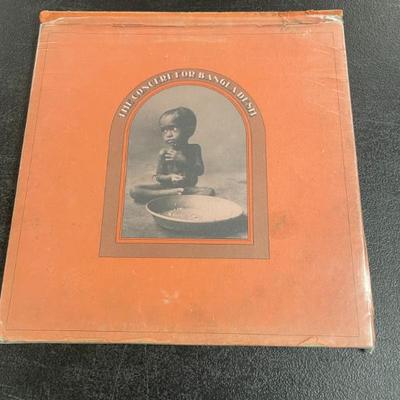 THE CONCERT FOR BANGLA DESH